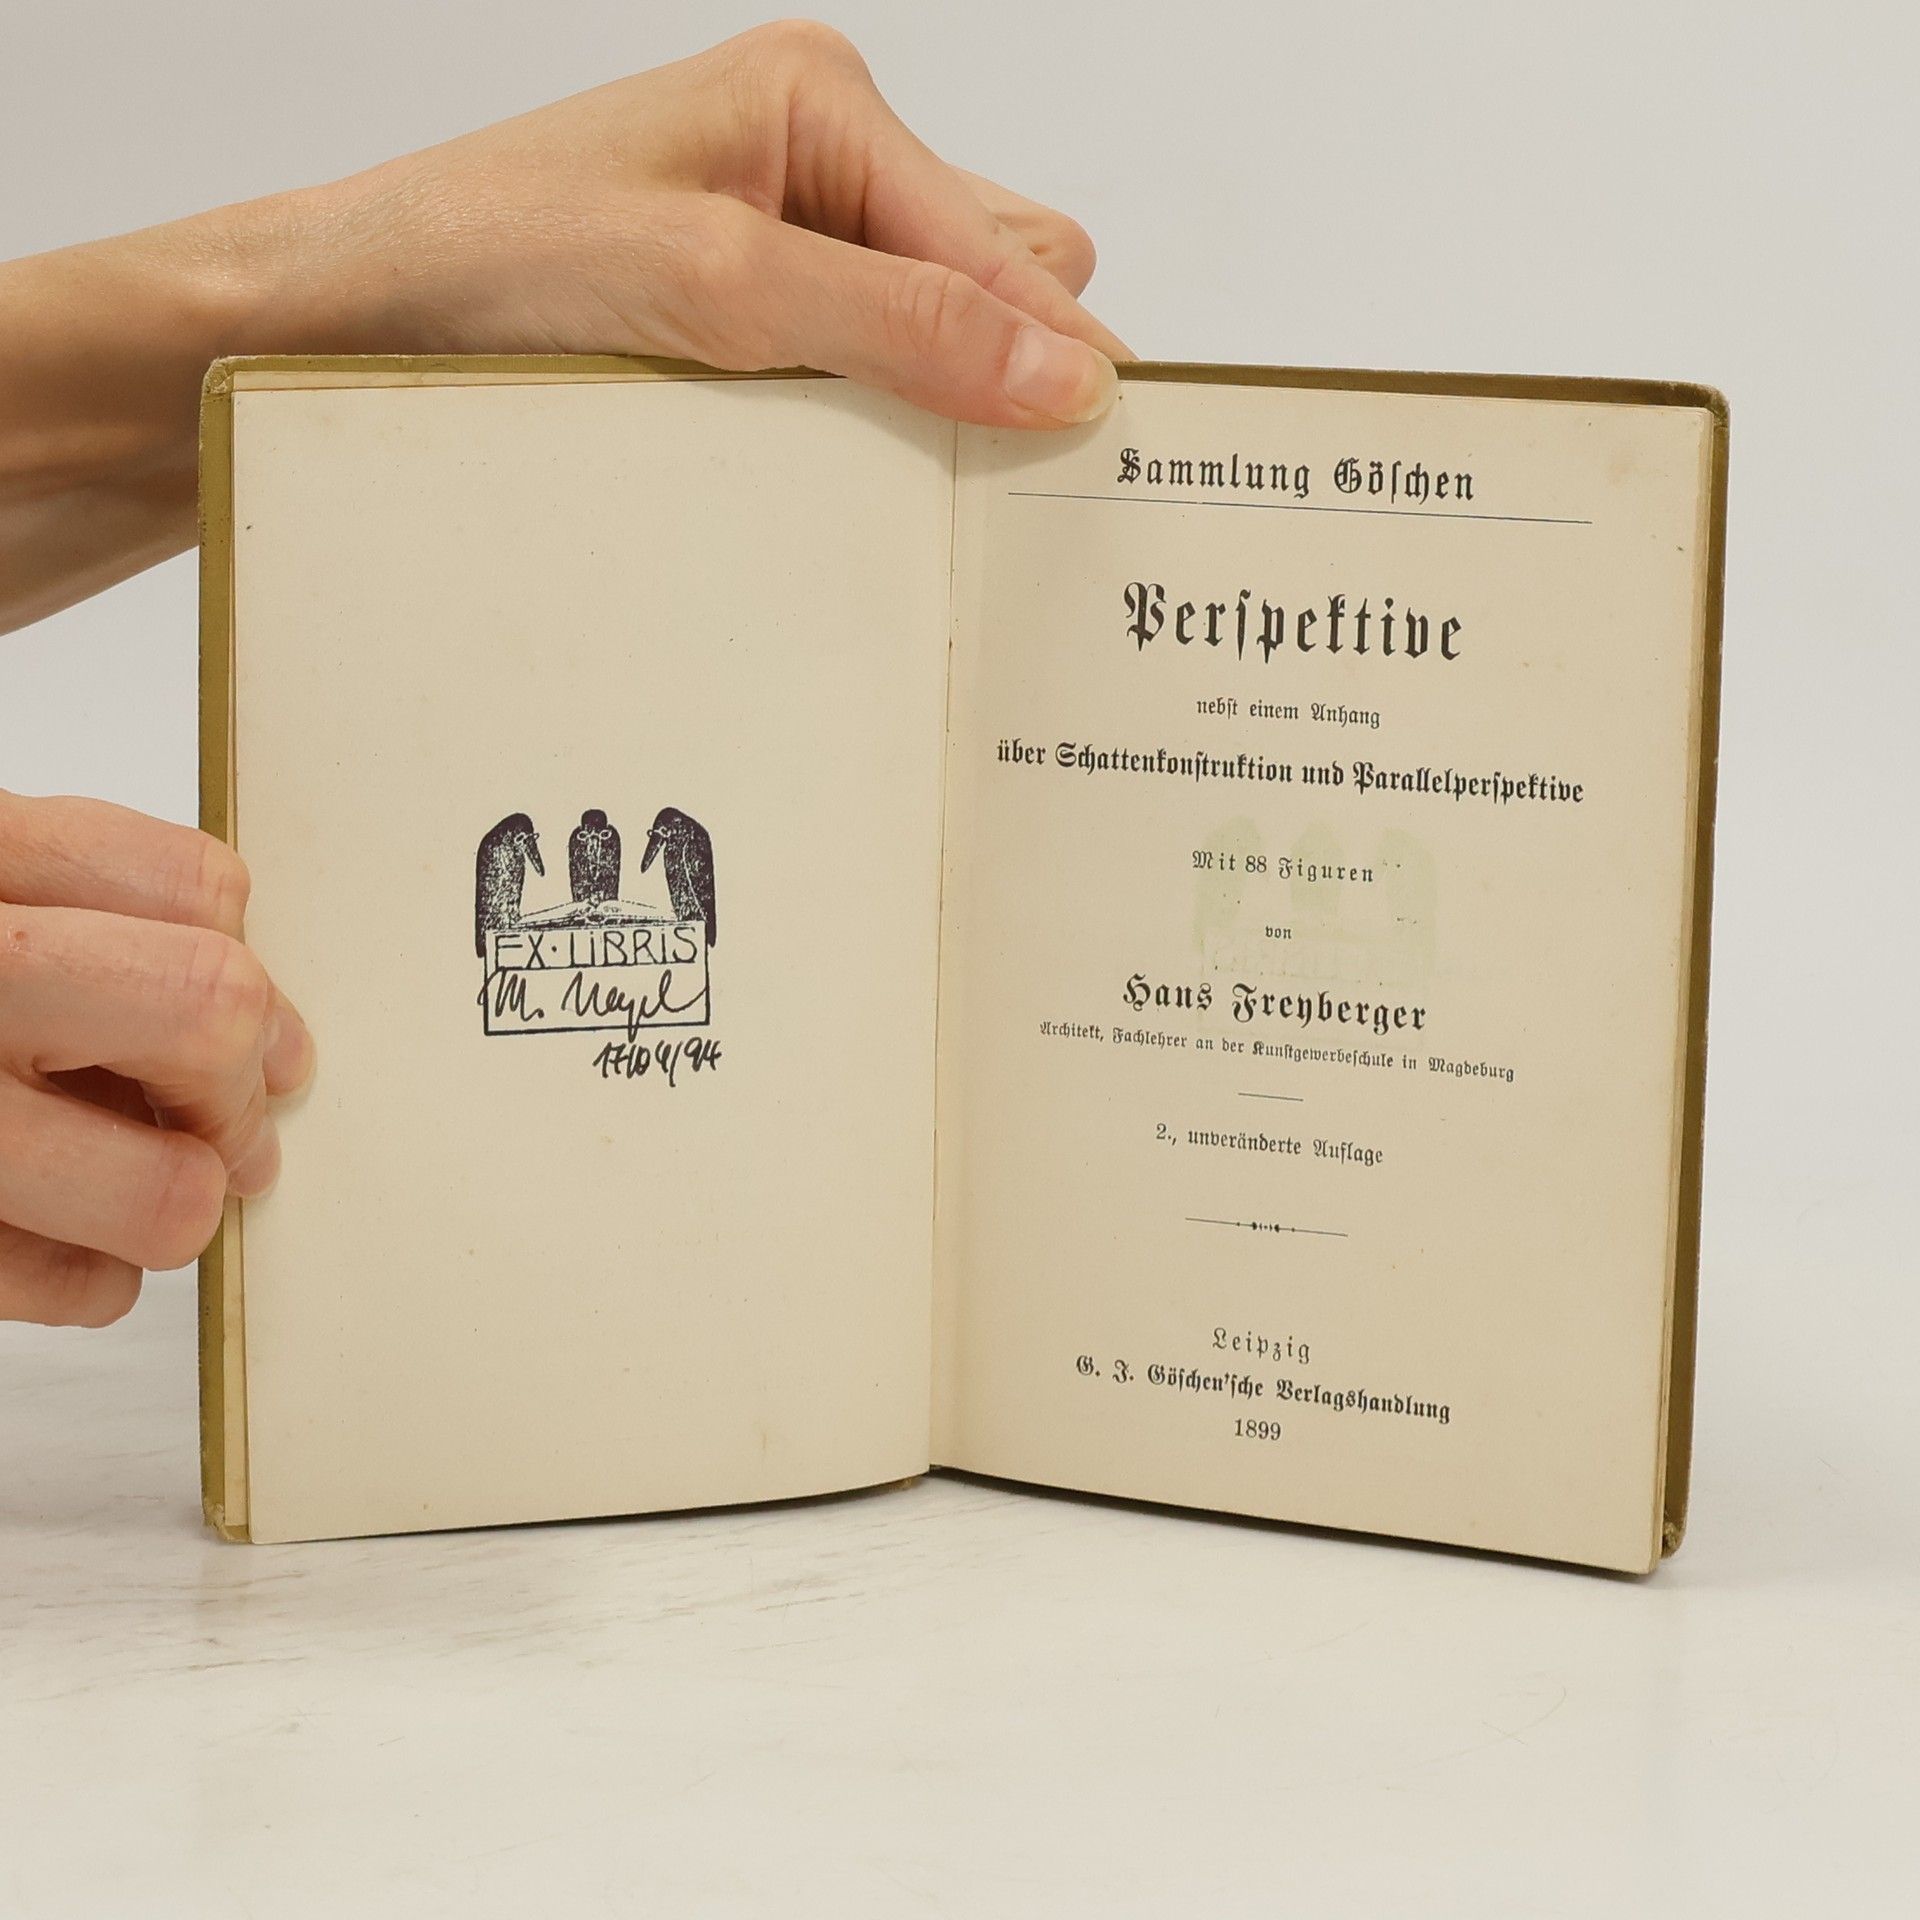 EX·LiBRiS
M. Nagel
Sammlung Göſchen
Perſpektive
nebſt einem Anhang
über Schattenkonſtruktion und Parallelperſpektive
Mit 88 Figuren
von
Hans Freyberger
Architekt, Fachlehrer an der Kunſtgewerbeſchule in Magdeburg
2., unveränderte Auflage
Leipzig
G. J. Göſchen'ſche Verlagshandlung
1899